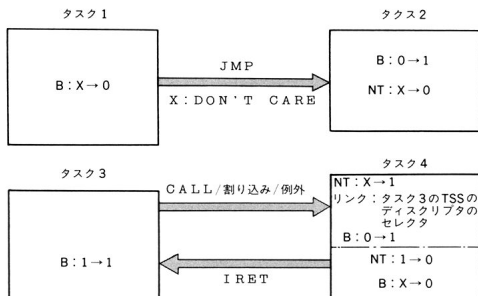 タスク1
タクス2
B:X→0
JMP
X:DON'T CARE
B:0→1
NT:X→0
タスク3
タスク4
B:1→1
CALL/割り込み/例外
IRET
NT:X→1
リンク:タスク3のTSSの
ディスクリプタの
セレクタ
B:0→1
NT:1→0
B:X→0